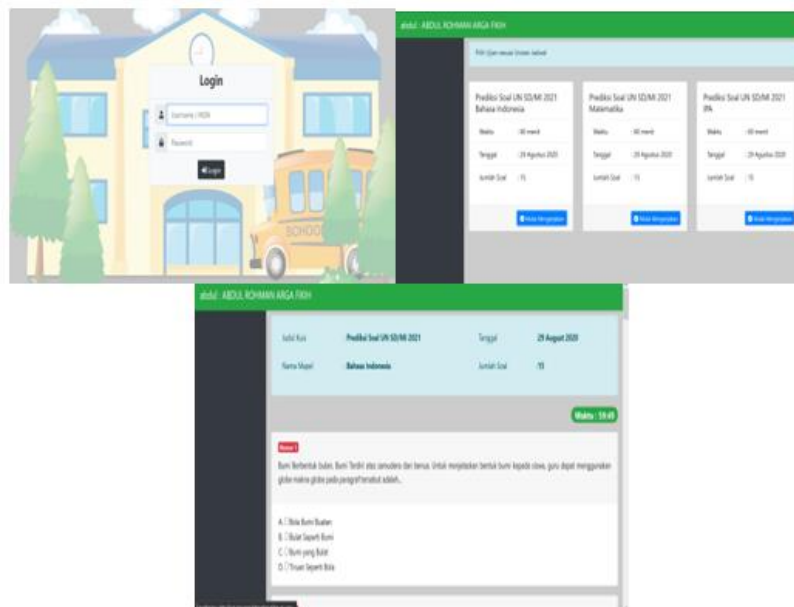 Login
Username / NISN
Password
Login
SCHOOL
abdul : ABDUL ROHMAN ARGA FIKIH
Pilih Ujian sesuai
Prediksi Soal UN SD/MI 2021
Bahasa Indonesia
Waktu : 60 menit
Tanggal : 29 Agustus 2020
Jumlah Soal : 15
Mulai Mengerjakan
Prediksi Soal UN SD/MI 2021
Matematika
Waktu : 60 menit
Tanggal : 29 Agustus 2020
Jumlah Soal : 15
Mulai Mengerjakan
Prediksi Soal UN SD/MI 2021
IPA
Waktu : 60 menit
Tanggal : 29 Agustus 2020
Jumlah Soal : 15
Mulai Mengerjakan
abdul : ABDUL ROHMAN ARGA FIKIH
Judul Kuis : Prediksi Soal UN SD/MI 2021 Tanggal : 29 August 2020
Nama Mapel : Bahasa Indonesia Jumlah Soal : 15
Waktu : 59:49
Nomor 1
Bumi Berbentuk bulan. Bumi Terdiri atas samudera dan benua. Untuk menjelaskan bentuk bumi kepada siswa, guru dapat menggunakan
globe makna globe pada paragraf tersebut adalah..
A. Bola Bumi Buatan
B. Bulat Seperti Bumi
C. Bumi yang Bulat
D. Tiruan Seperti Bola